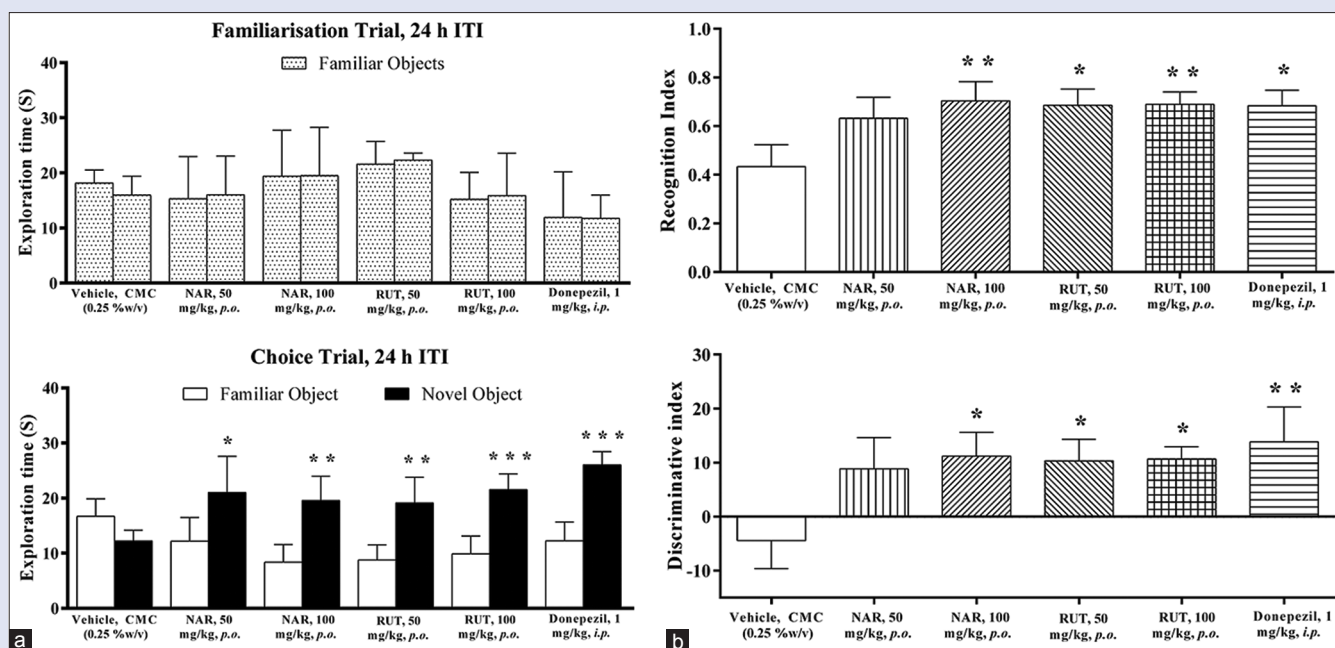 Familiarisation Trial, 24 h ITI
Familiar Objects
Exploration time (S)
40
30
20
10
0
Vehicle, CMC
(0.25 %w/v)
NAR, 50
mg/kg, p.o.
NAR, 100
mg/kg, p.o.
RUT, 50
mg/kg, p.o.
RUT, 100
mg/kg, p.o.
Donepezil, 1
mg/kg, i.p.
Choice Trial, 24 h ITI
Familiar Object
Novel Object
Exploration time (S)
40
30
20
10
0
*
* *
* *
* * *
* * *
Vehicle, CMC
(0.25 %w/v)
NAR, 50
mg/kg, p.o.
NAR, 100
mg/kg, p.o.
RUT, 50
mg/kg, p.o.
RUT, 100
mg/kg, p.o.
Donepezil, 1
mg/kg, i.p.
a
Recognition Index
1.0
0.8
0.6
0.4
0.2
0.0
* *
*
* *
*
Vehicle, CMC
(0.25 %w/v)
NAR, 50
mg/kg, p.o.
NAR, 100
mg/kg, p.o.
RUT, 50
mg/kg, p.o.
RUT, 100
mg/kg, p.o.
Donepezil, 1
mg/kg, i.p.
Discriminative index
30
20
10
0
-10
*
*
*
* *
Vehicle, CMC
(0.25 %w/v)
NAR, 50
mg/kg, p.o.
NAR, 100
mg/kg, p.o.
RUT, 50
mg/kg, p.o.
RUT, 100
mg/kg, p.o.
Donepezil, 1
mg/kg, i.p.
b